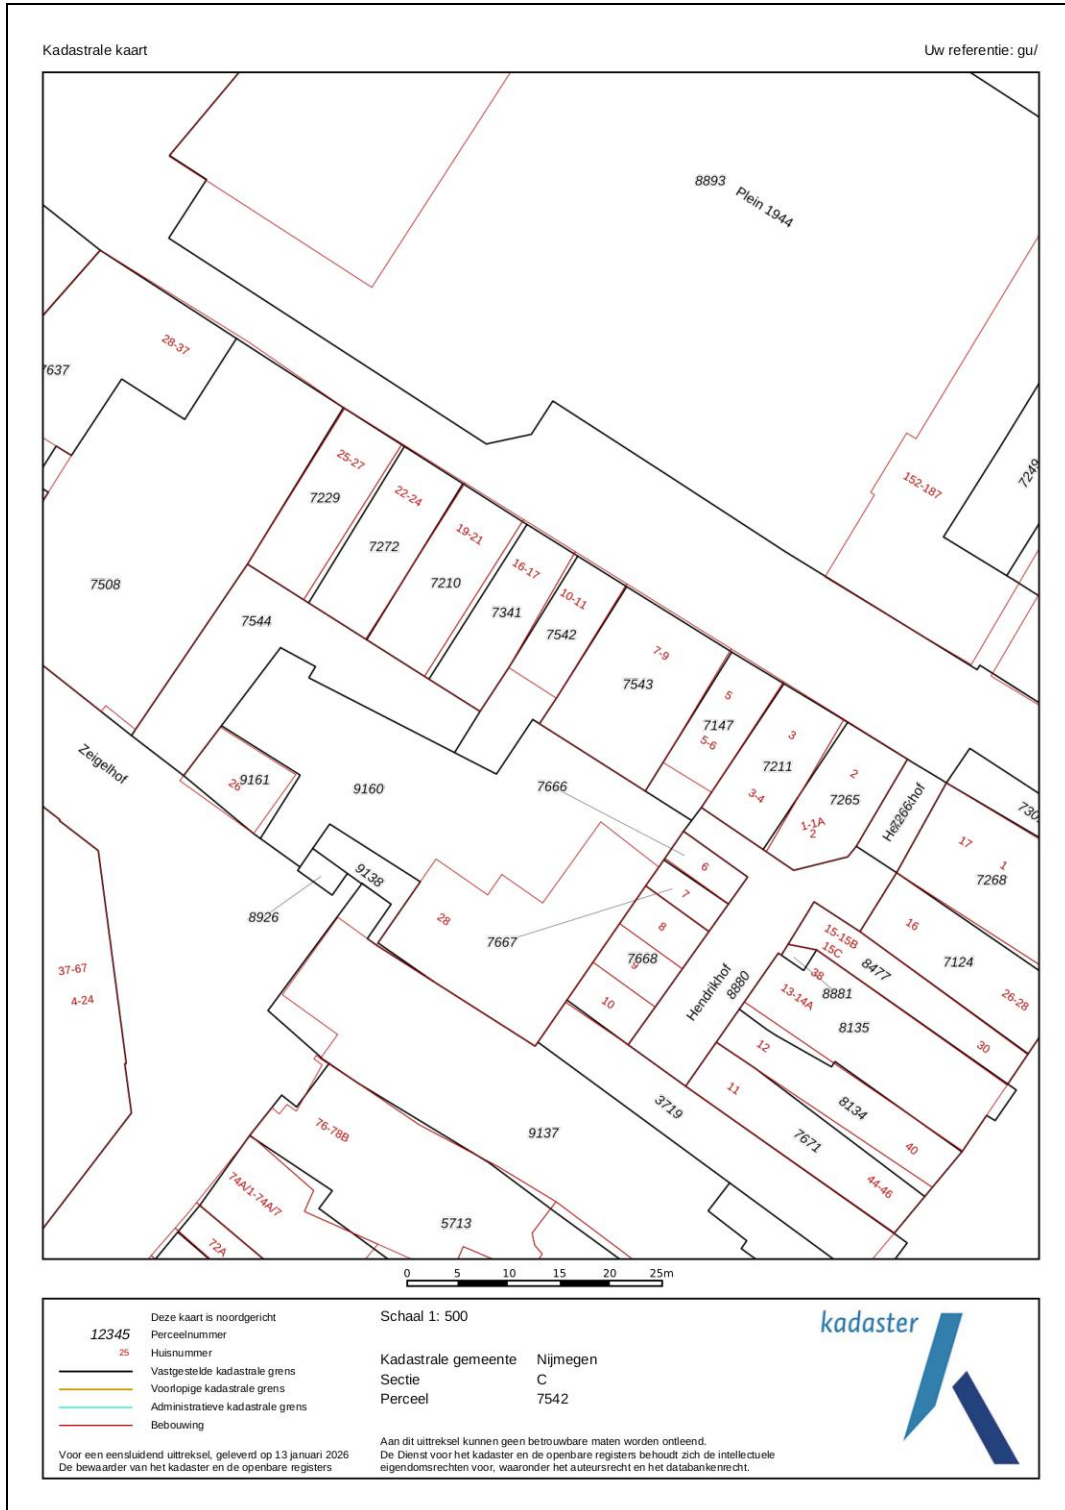 Kadastrale kaart
Uw referentie: gu/
8893
Plein 1944
28-37
7637
7249
152-187
25-27
7229
22-24
7272
19-21
7210
16-17
7341
10-11
7542
7508
7544
7-9
7543
5
7147
5-6
3
7211
3-4
2
7265
1-1A
2
7266
Zeigelhof
26
9161
9160
7666
17
1
7268
6
7
8
7668
9
10
9138
8926
28
7667
16
7124
15-15B
15C
8477
38
8881
13-14A
8135
26-28
30
Hendrikhof
8880
37-67
4-24
12
11
8134
40
7671
44-46
3719
9137
76-78B
74A/1-74A/7
72A
5713
0 5 10 15 20 25m
Deze kaart is noordgericht
12345 Perceelnummer
25 Huisnummer
Vastgestelde kadastrale grens
Voorlopige kadastrale grens
Administratieve kadastrale grens
Bebouwing
Voor een eensluidend uittreksel, geleverd op 13 januari 2026
De bewaarder van het kadaster en de openbare registers
Schaal 1: 500
Kadastrale gemeente Nijmegen
Sectie C
Perceel 7542
Aan dit uittreksel kunnen geen betrouwbare maten worden ontleend.
De Dienst voor het kadaster en de openbare registers behoudt zich de intellectuele
eigendomsrechten voor, waaronder het auteursrecht en het databankenrecht.
kadaster